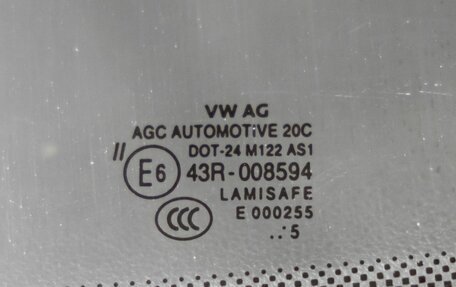 VW AG
AGC AUTOMOTIVE 20C
DOT-24 M122 AS1
// E6 43R-008594
LAMISAFE
CCC E 000255
..: 5